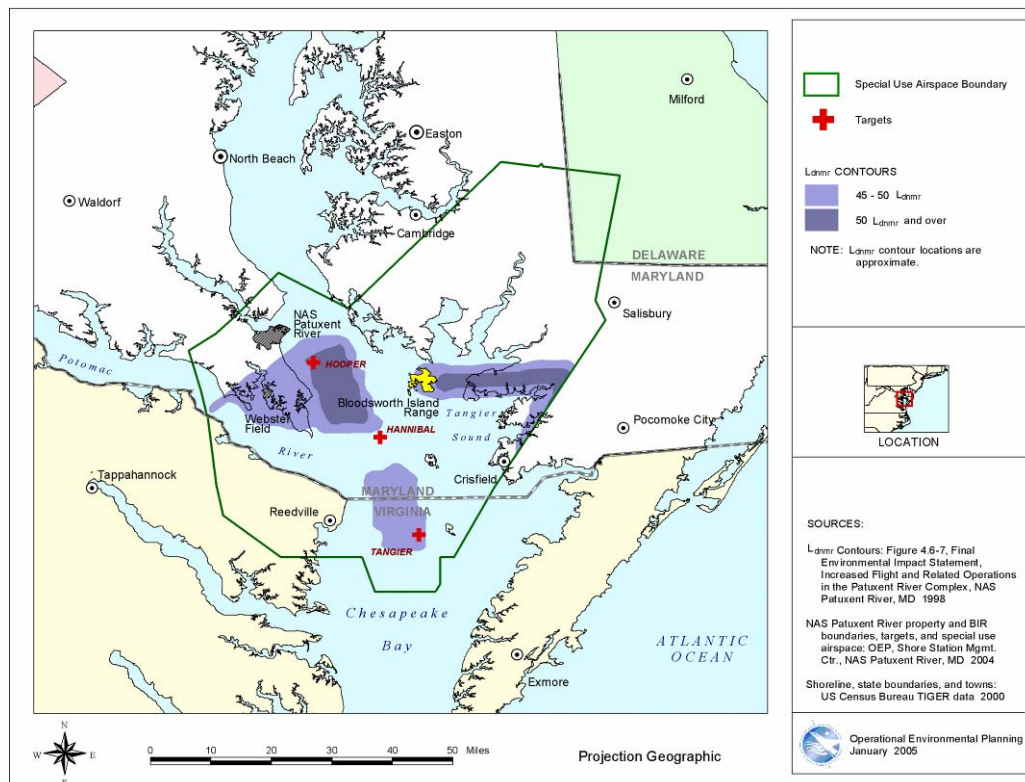 Milford
Easton
North Beach
Waldorf
Cambridge
DELAWARE
MARYLAND
Salisbury
NAS
Patuxent
River
HOOPER
Potomac
Bloodsworth Island
Range
Webster
Field
Tangier
Sound
HANNIBAL
Pocomoke City
River
Crisfield
Tappahannock
MARYLAND
VIRGINIA
Reedville
TANGIER
Chesapeake
Bay
ATLANTIC
OCEAN
Exmore
N
W E
S
0 10 20 30 40 50 Miles
Projection Geographic
Special Use Airspace Boundary
Targets
Ldnmr CONTOURS
45 - 50 Ldnmr
50 Ldnmr and over
NOTE: Ldnmr contour locations are
approximate.
LOCATION
SOURCES:
Ldnmr Contours: Figure 4.6-7, Final
Environmental Impact Statement,
Increased Flight and Related Operations
in the Patuxent River Complex, NAS
Patuxent River, MD 1998
NAS Patuxent River property and BIR
boundaries, targets, and special use
airspace: OEP, Shore Station Mgmt.
Ctr., NAS Patuxent River, MD 2004
Shoreline, state boundaries, and towns:
US Census Bureau TIGER data 2000
Operational Environmental Planning
January 2005